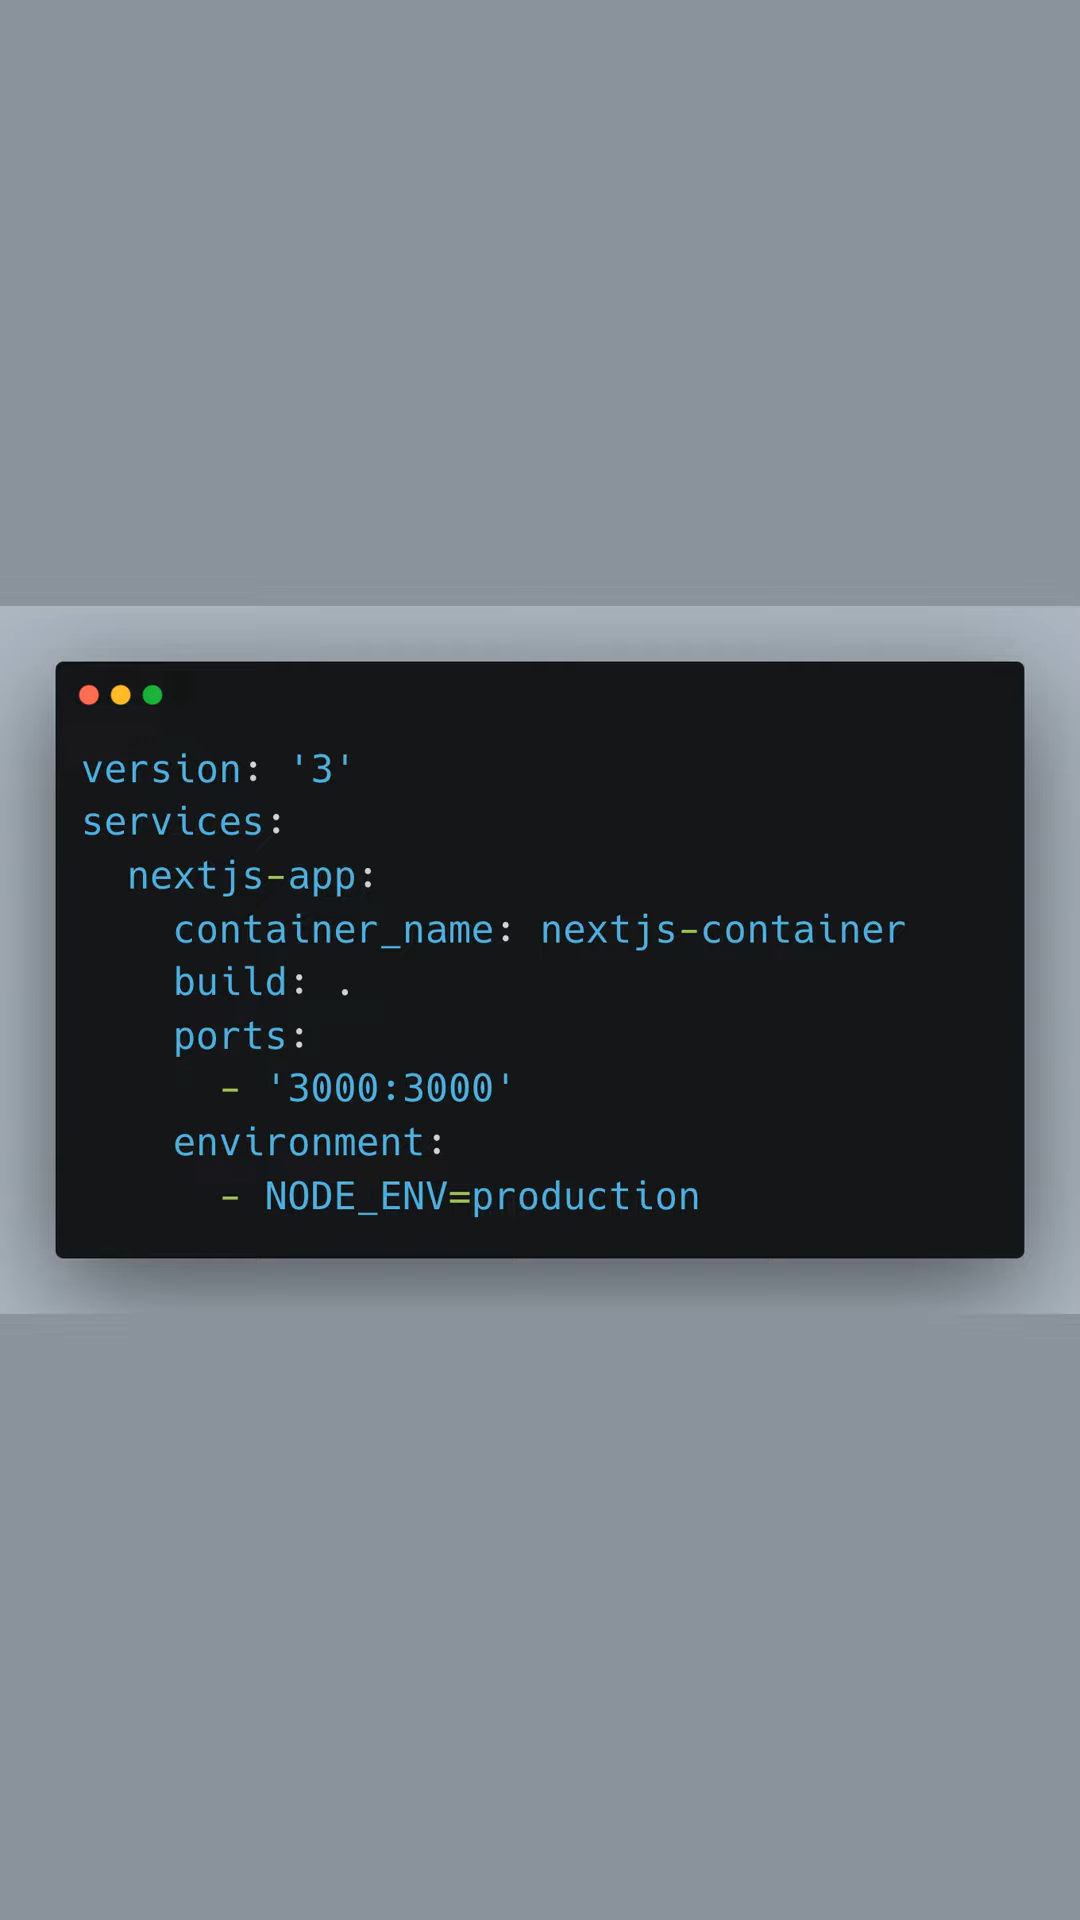 version: '3'
services:
  nextjs-app:
    container_name: nextjs-container
    build: .
    ports:
      - '3000:3000'
    environment:
      - NODE_ENV=production